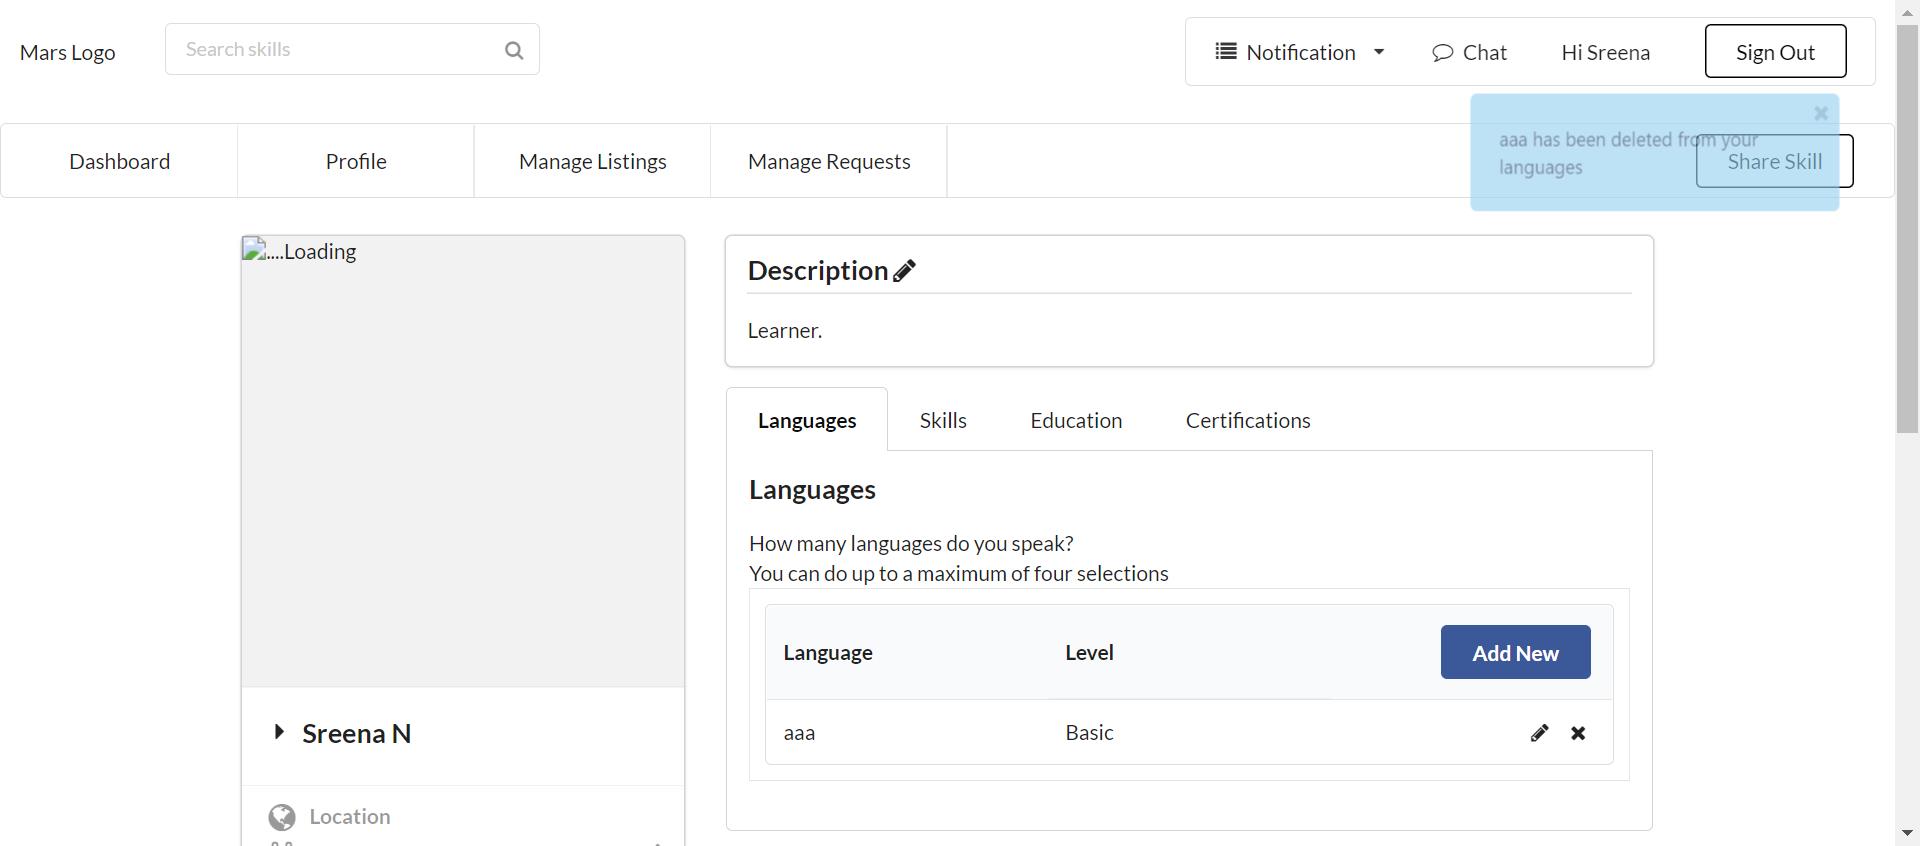 Mars Logo
Search skills
Notification
Chat
Hi Sreena
Sign Out
aaa has been deleted from your
languages
Dashboard
Profile
Manage Listings
Manage Requests
Share Skill
....Loading
Description
Learner.
Languages
Skills
Education
Certifications
Languages
How many languages do you speak?
You can do up to a maximum of four selections
Language
Level
Add New
aaa
Basic
Sreena N
Location